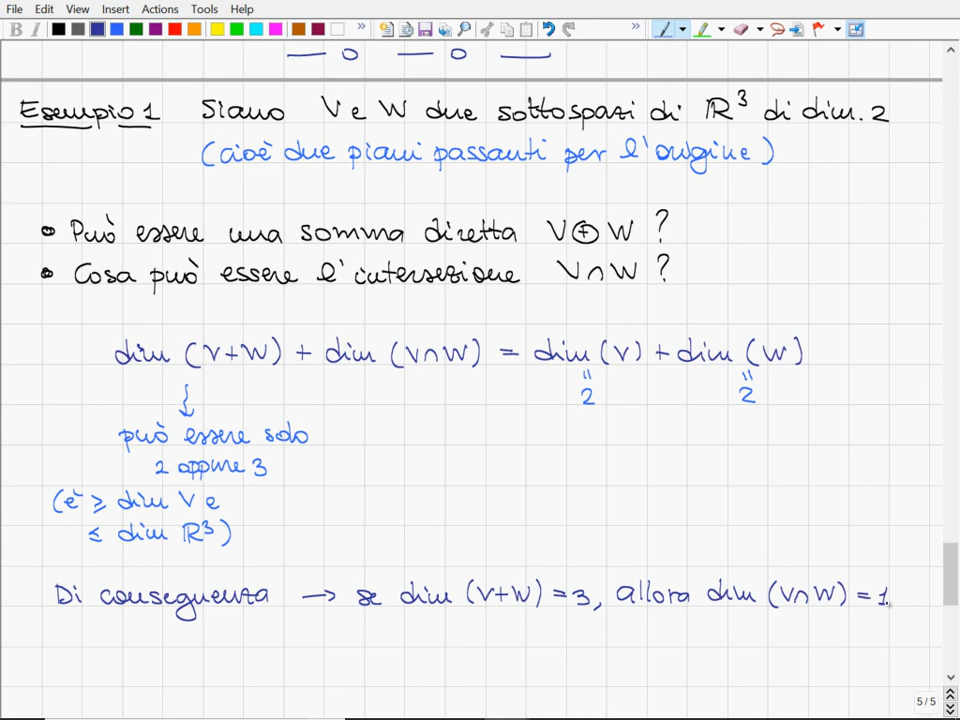 File Edit View Insert Actions Tools Help
B I
Esempio 1 Siano V e W due sottospazi di ℝ³ di dim. 2
(cioè due piani passanti per l'origine)
• Può essere una somma diretta V⊕W ?
• Cosa può essere l'intersezione V∩W ?
dim (V+W) + dim (V∩W) = dim (V) + dim (W)
" "
2 2
↓
può essere solo
2 oppure 3
(è ≥ dim V e
≤ dim ℝ³)
Di conseguenza → se dim (V+W) = 3, allora dim (V∩W) = 1.
5 / 5